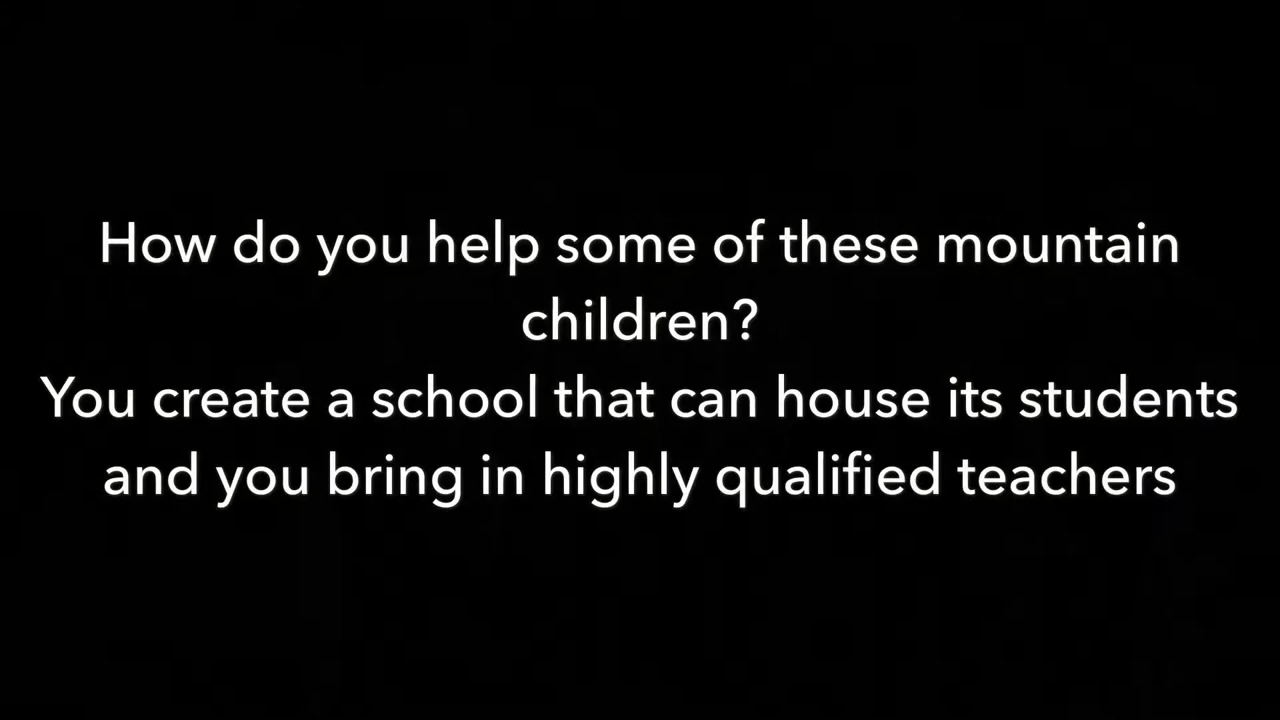 How do you help some of these mountain
children?
You create a school that can house its students
and you bring in highly qualified teachers